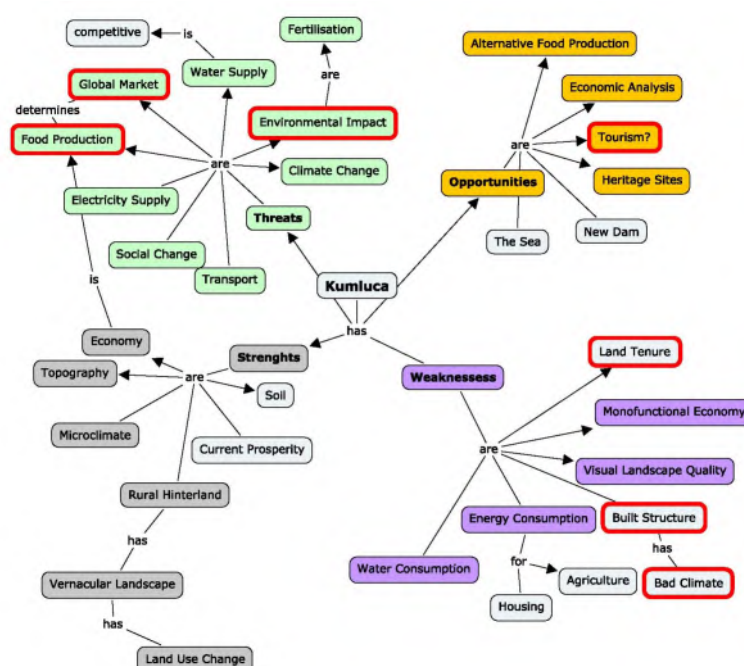 competitive
is
Fertilisation
Water Supply
are
Global Market
determines
Food Production
Environmental Impact
are
Climate Change
Electricity Supply
Threats
Social Change
Transport
Alternative Food Production
Economic Analysis
are
Tourism?
Opportunities
Heritage Sites
The Sea
New Dam
Kumluca
has
is
Economy
Strenghts
Topography
are
Soil
Microclimate
Current Prosperity
Rural Hinterland
has
Vernacular Landscape
has
Land Use Change
Weaknessess
Land Tenure
Monofunctional Economy
are
Visual Landscape Quality
Energy Consumption
Built Structure
has
Water Consumption
for
Agriculture
Bad Climate
Housing